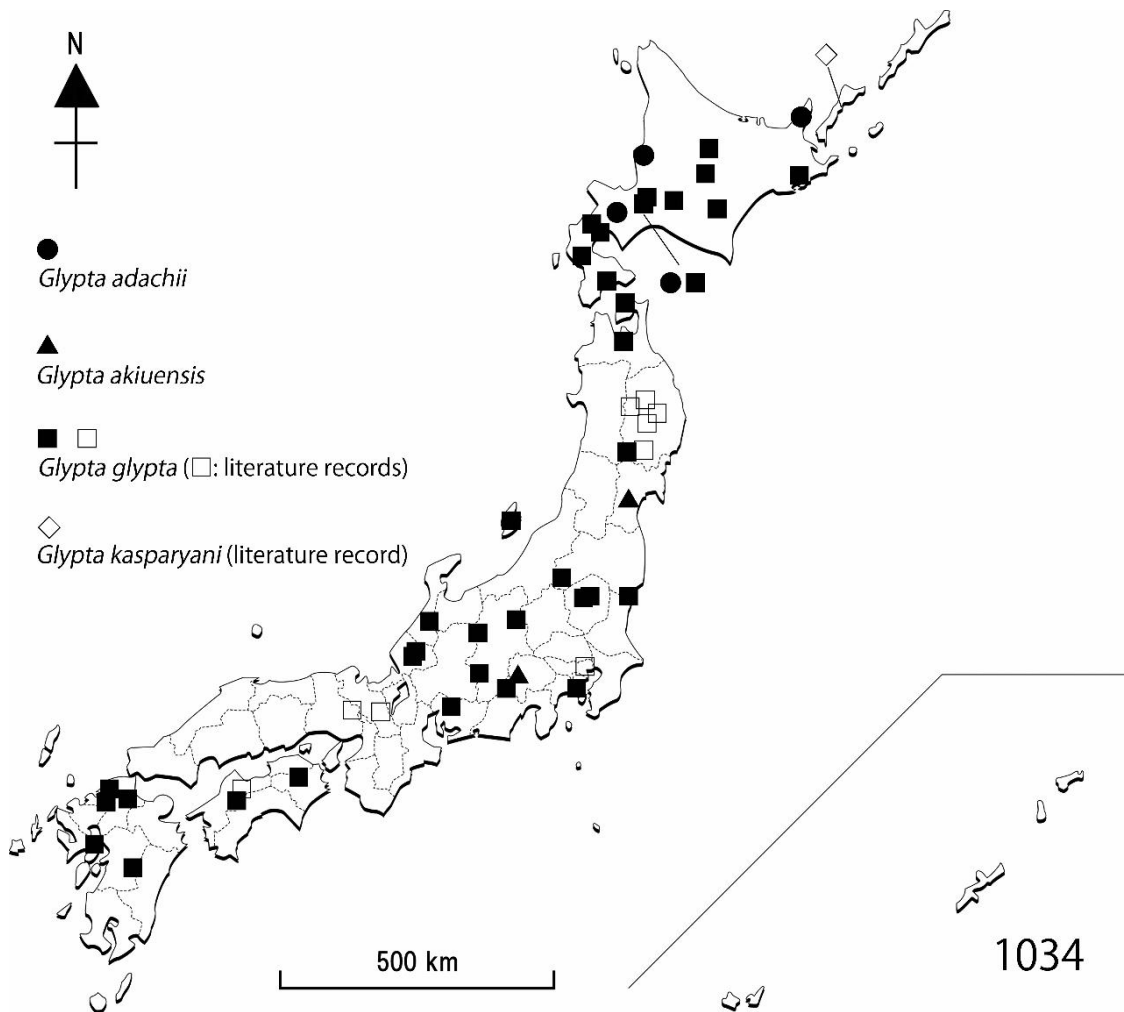 N
Glypta adachii
Glypta akiuensis
Glypta glypta (□: literature records)
Glypta kasparyani (literature record)
500 km
1034